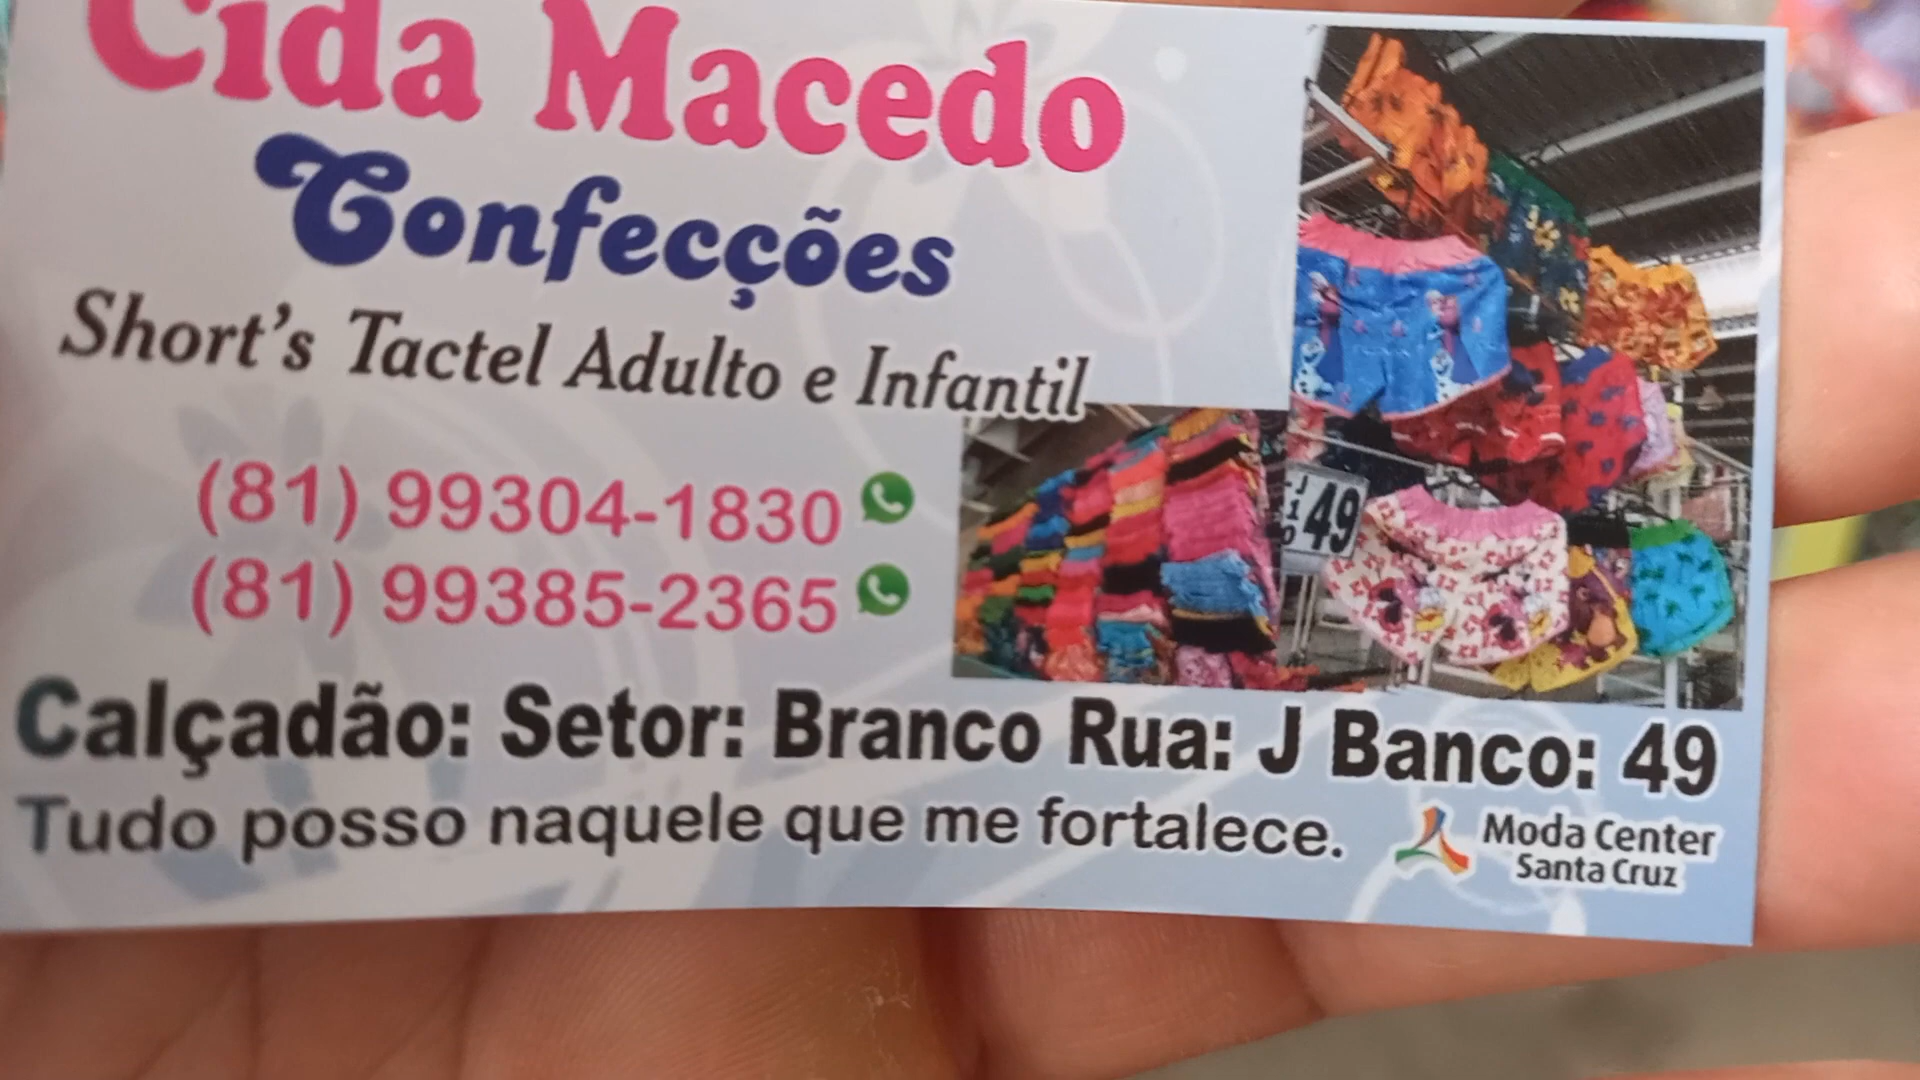 Cida Macedo
Confecções
Short's Tactel Adulto e Infantil
(81) 99304-1830
(81) 99385-2365
J
49
Calçadão: Setor: Branco Rua: J Banco: 49
Tudo posso naquele que me fortalece.
Moda Center
Santa Cruz